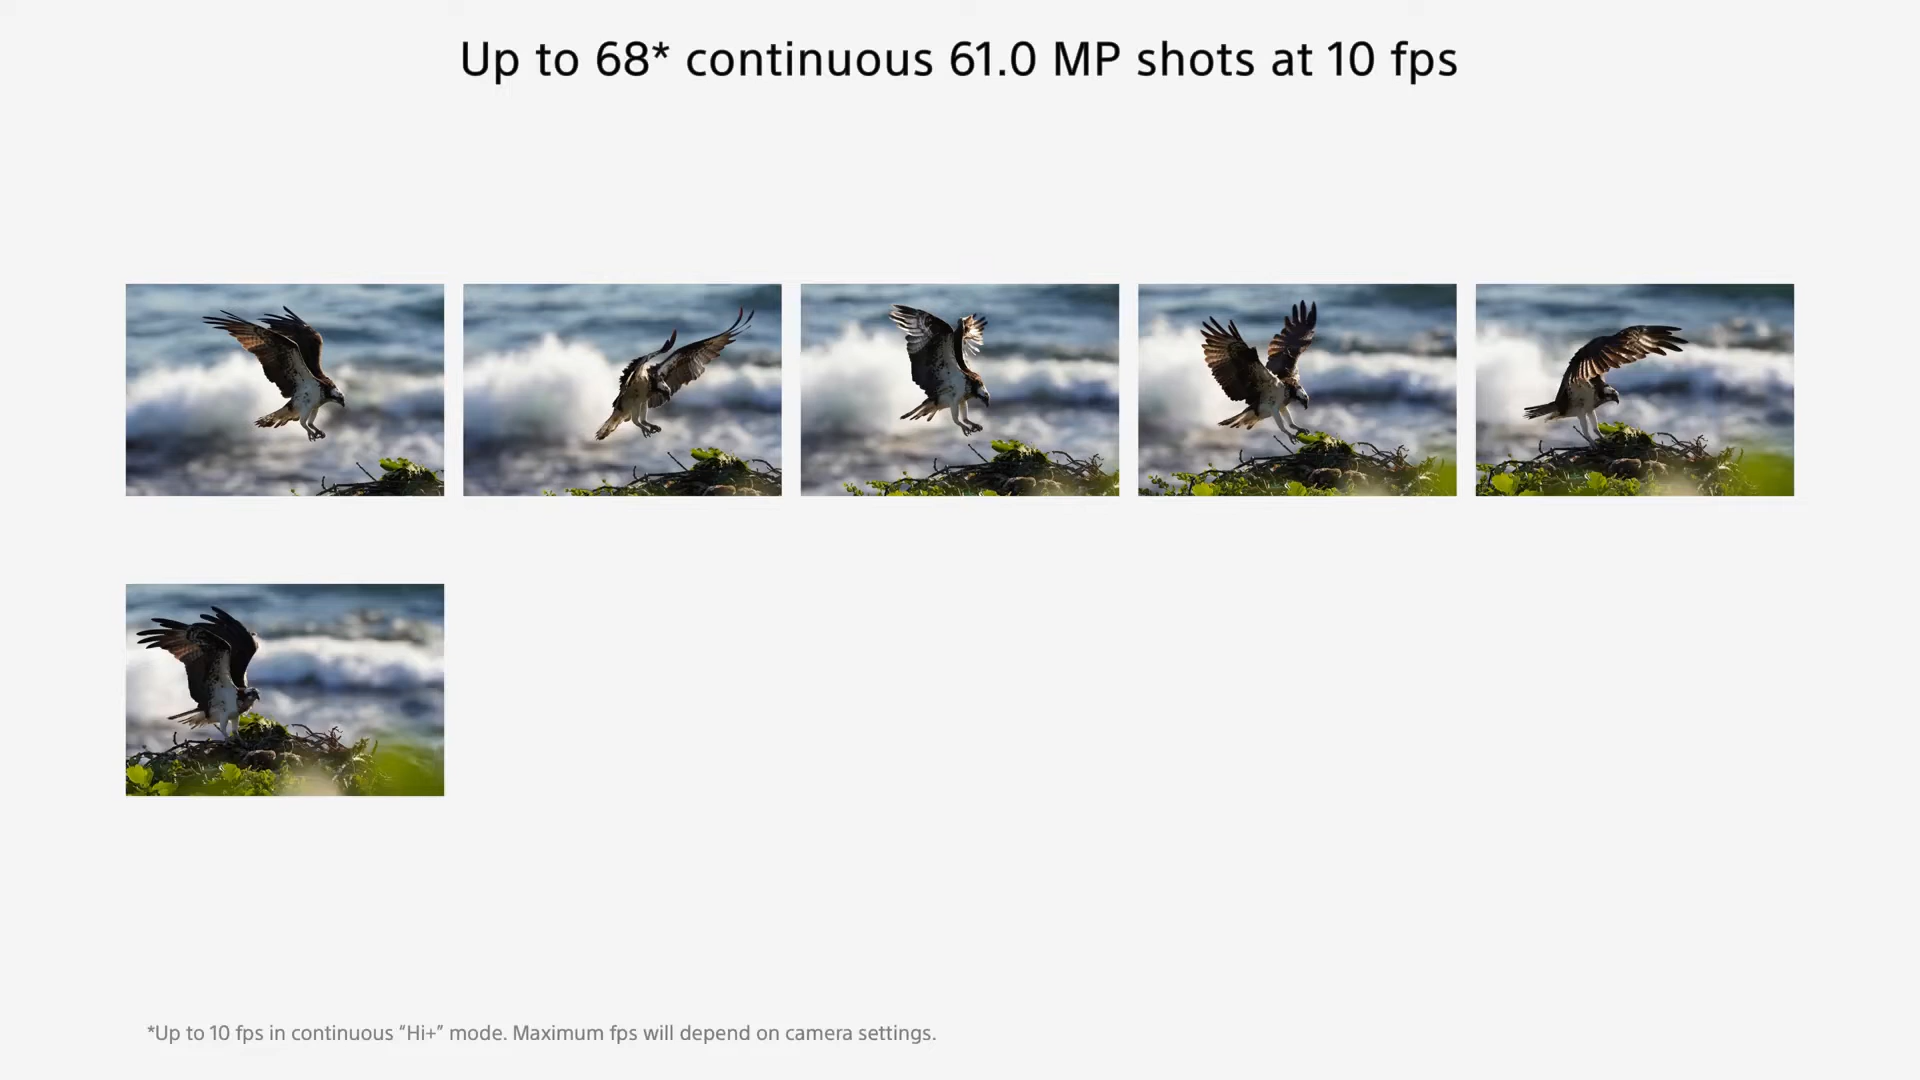 Up to 68* continuous 61.0 MP shots at 10 fps
*Up to 10 fps in continuous “Hi+” mode. Maximum fps will depend on camera settings.